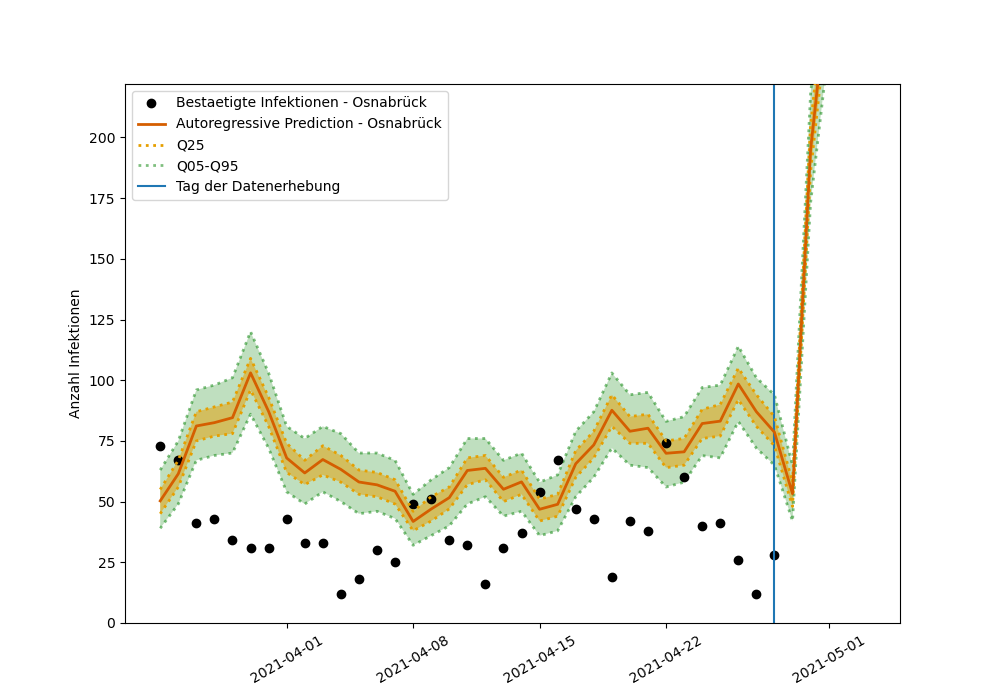 Bestaetigte Infektionen - Osnabrück
Autoregressive Prediction - Osnabrück
Q25
Q05-Q95
Tag der Datenerhebung
Anzahl Infektionen
200
175
150
125
100
75
50
25
0
2021-04-01
2021-04-08
2021-04-15
2021-04-22
2021-05-01